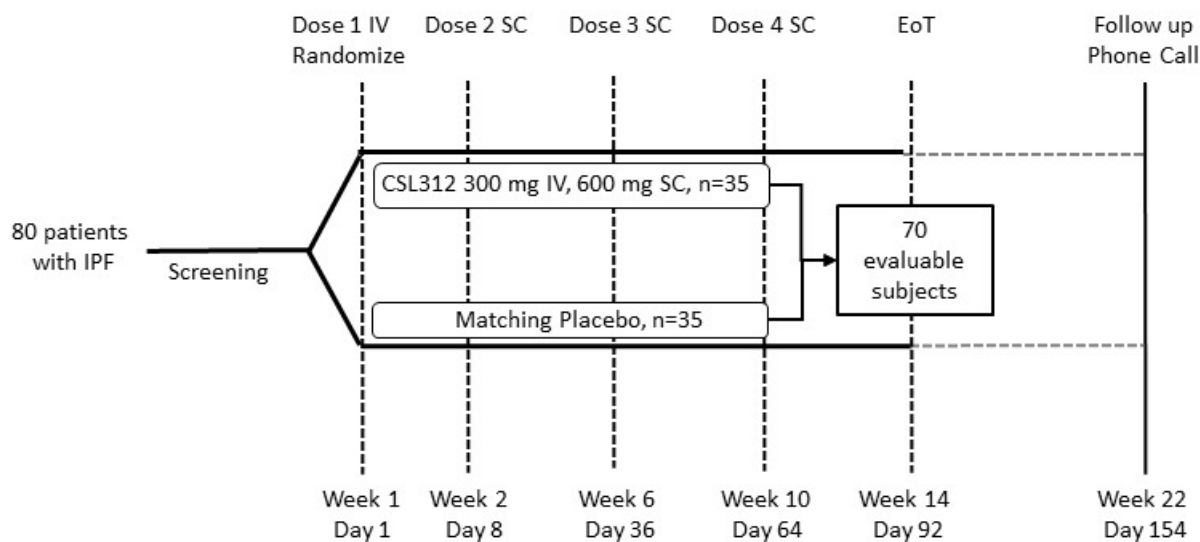 Dose 1 IV
Randomize
Dose 2 SC
Dose 3 SC
Dose 4 SC
EoT
Follow up
Phone Call
CSL312 300 mg IV, 600 mg SC, n=35
80 patients
with IPF
Screening
70
evaluable
subjects
Matching Placebo, n=35
Week 1
Day 1
Week 2
Day 8
Week 6
Day 36
Week 10
Day 64
Week 14
Day 92
Week 22
Day 154